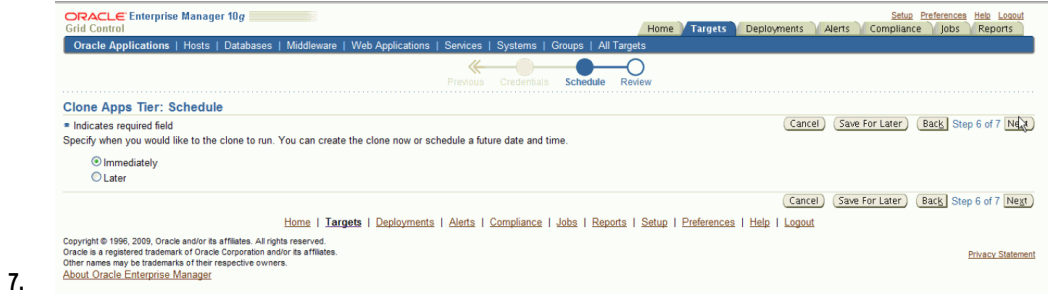 ORACLE Enterprise Manager 10g
Grid Control
Setup Preferences Help Logout
Home Targets Deployments Alerts Compliance Jobs Reports
Oracle Applications | Hosts | Databases | Middleware | Web Applications | Services | Systems | Groups | All Targets
Previous Credentials Schedule Review
Clone Apps Tier: Schedule
Indicates required field
Cancel Save For Later Back Step 6 of 7 Next
Specify when you would like to the clone to run. You can create the clone now or schedule a future date and time.
Immediately
Later
Cancel Save For Later Back Step 6 of 7 Next
Home | Targets | Deployments | Alerts | Compliance | Jobs | Reports | Setup | Preferences | Help | Logout
Copyright © 1996, 2009, Oracle and/or its affiliates. All rights reserved.
Oracle is a registered trademark of Oracle Corporation and/or its affiliates.
Other names may be trademarks of their respective owners.
Privacy Statement
About Oracle Enterprise Manager
7.